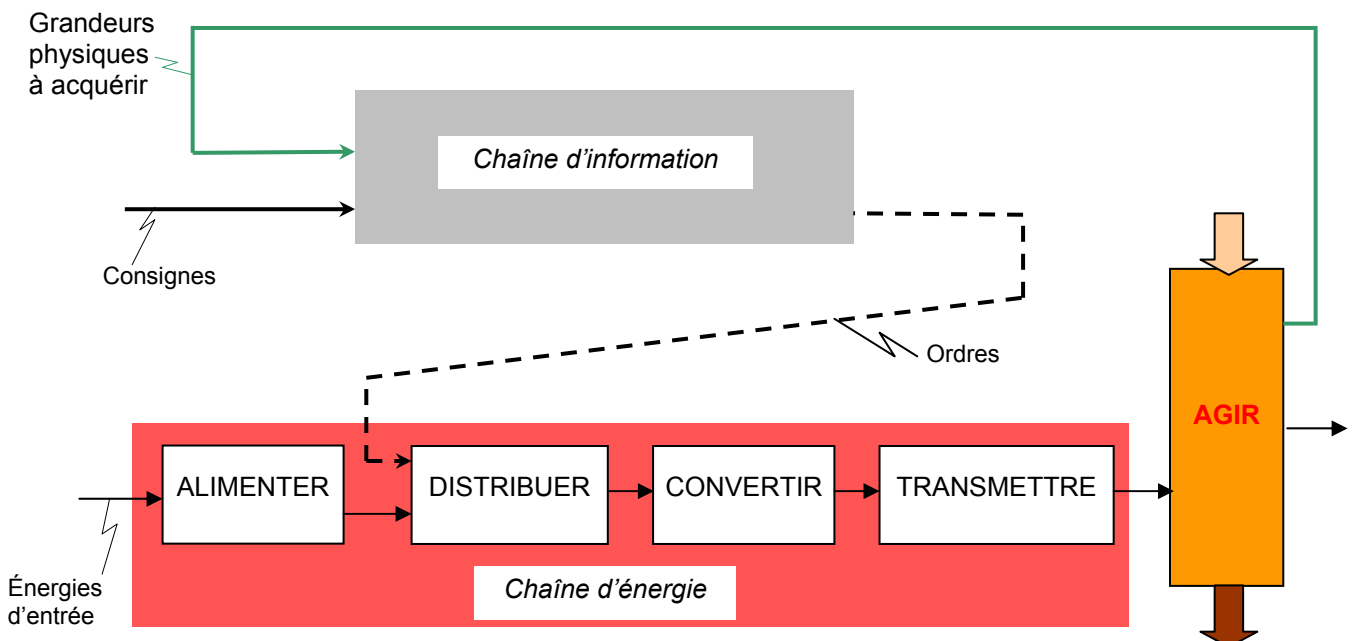 Grandeurs
physiques
à acquérir
Chaîne d’information
Consignes
Ordres
AGIR
ALIMENTER
DISTRIBUER
CONVERTIR
TRANSMETTRE
Énergies
d’entrée
Chaîne d’énergie